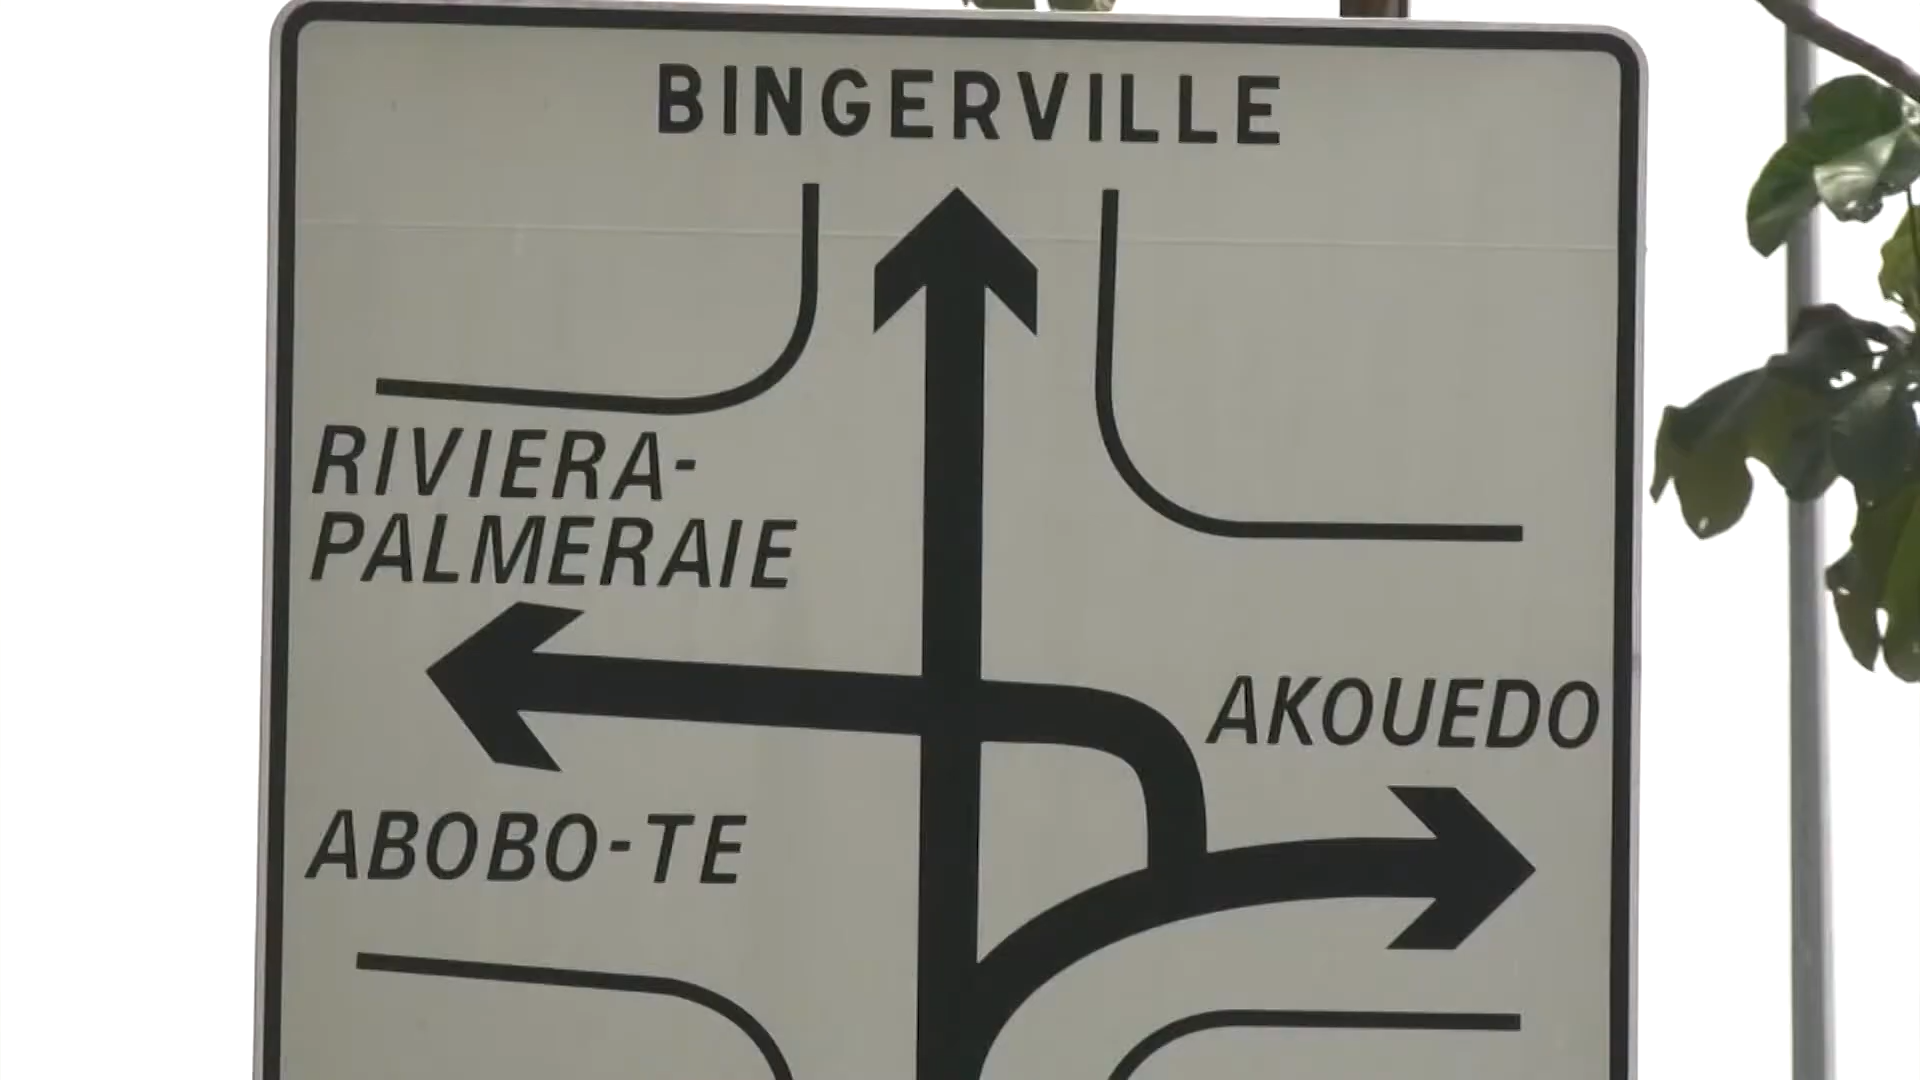 BINGERVILLE
RIVIERA-
PALMERAIE
AKOUEDO
ABOBO-TE